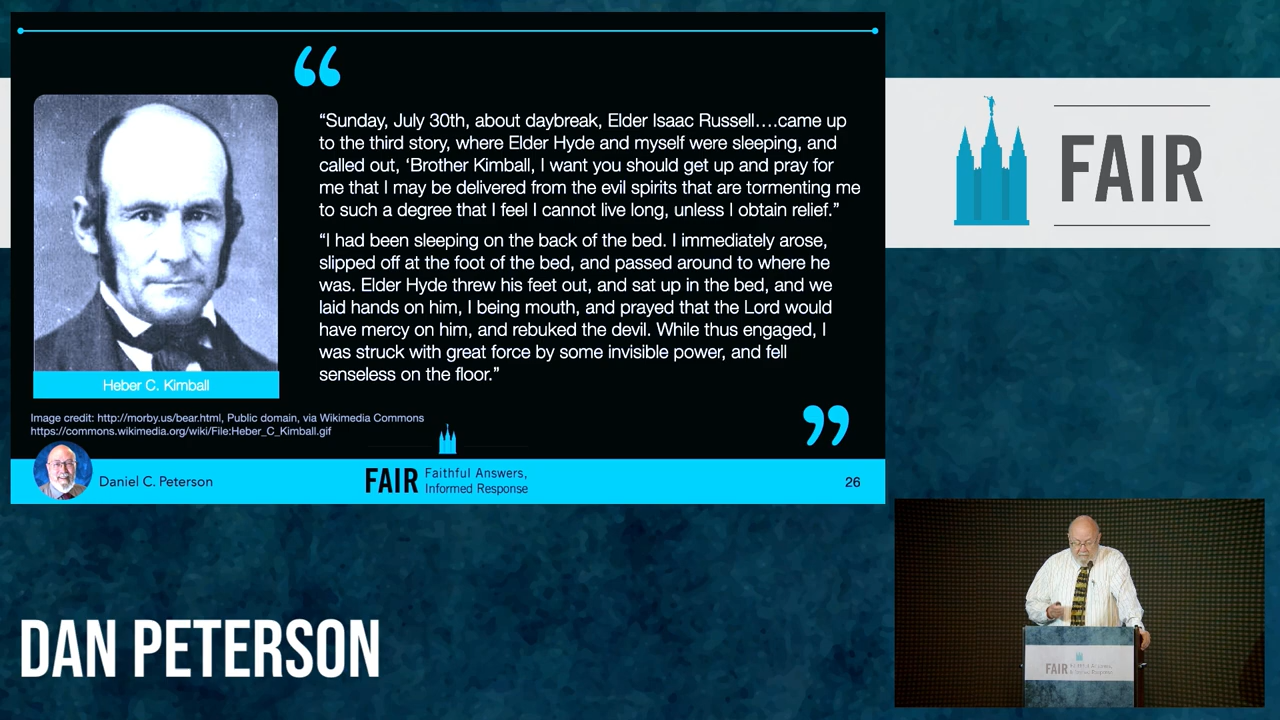 “Sunday, July 30th, about daybreak, Elder Isaac Russell….came up
to the third story, where Elder Hyde and myself were sleeping, and
called out, ‘Brother Kimball, I want you should get up and pray for
me that I may be delivered from the evil spirits that are tormenting me
to such a degree that I feel I cannot live long, unless I obtain relief.”
“I had been sleeping on the back of the bed. I immediately arose,
slipped off at the foot of the bed, and passed around to where he
was. Elder Hyde threw his feet out, and sat up in the bed, and we
laid hands on him, I being mouth, and prayed that the Lord would
have mercy on him, and rebuked the devil. While thus engaged, I
was struck with great force by some invisible power, and fell
senseless on the floor.”
Heber C. Kimball
Image credit: http://morby.us/bear.html, Public domain, via Wikimedia Commons
https://commons.wikimedia.org/wiki/File:Heber_C_Kimball.gif
Daniel C. Peterson
FAIR
Faithful Answers,
Informed Response
26
FAIR
DAN PETERSON
FAIR